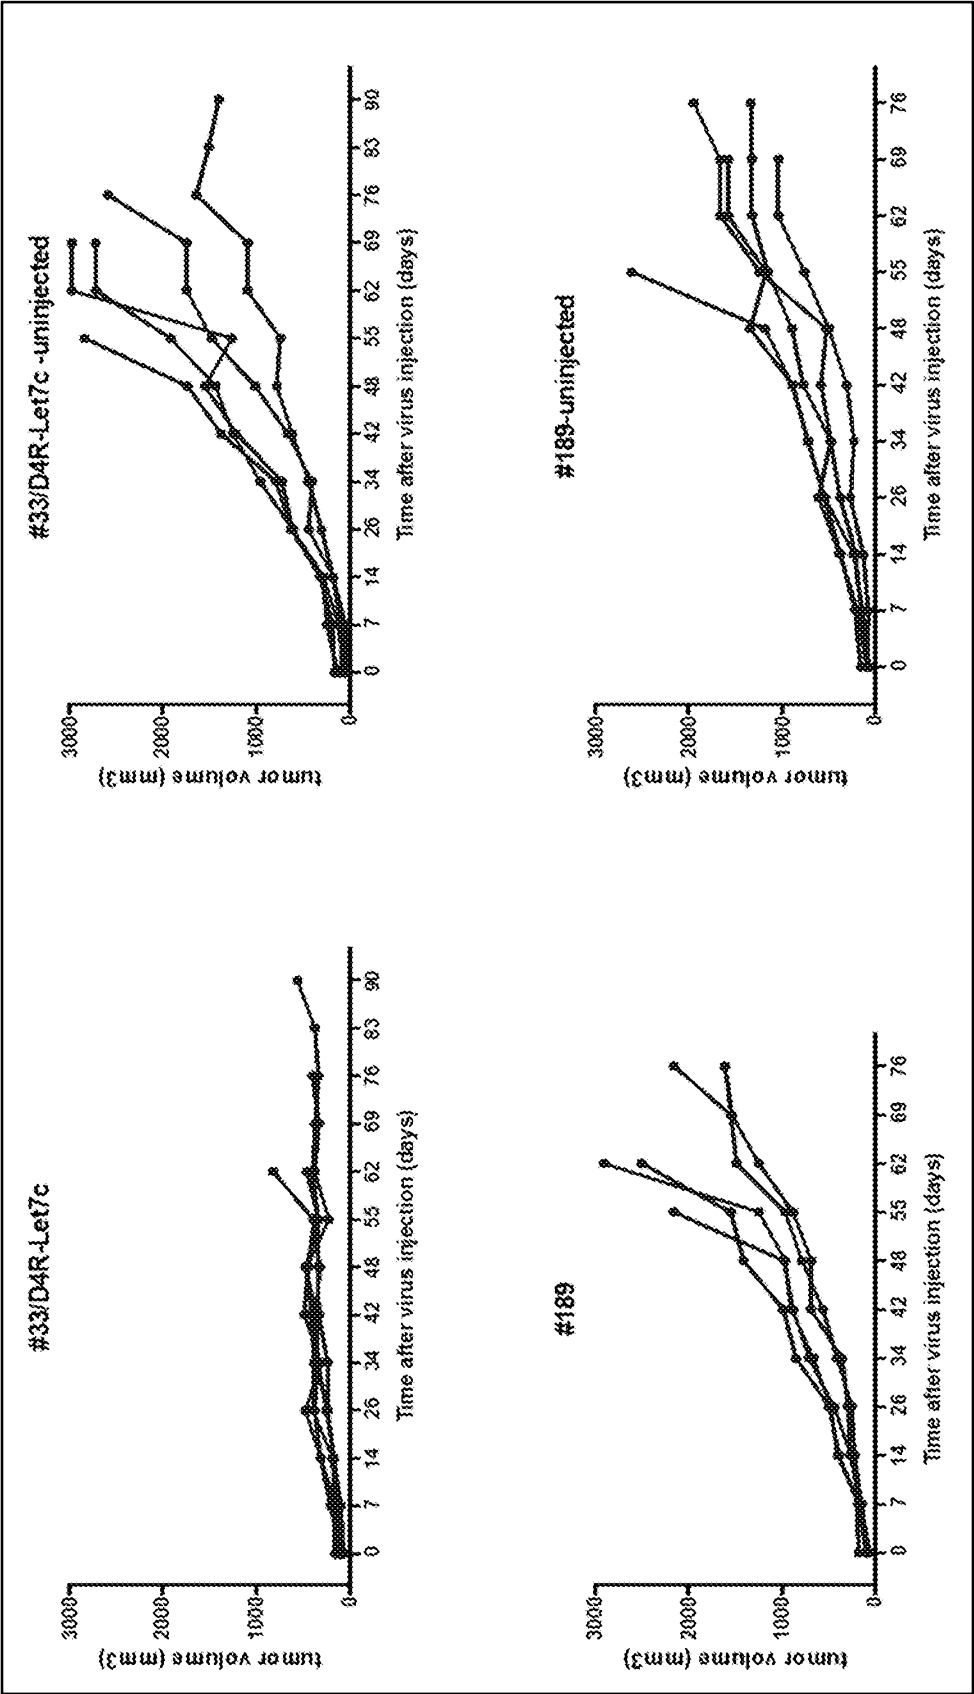 #33/D4R-Let7c
3000
2000
1000
0
tumor volume (mm3)
0 7 14 26 34 42 48 55 62 69 76 83 90
Time after virus injection (days)
#33/D4R-Let7c -uninjected
3000
2000
1000
0
tumor volume (mm3)
0 7 14 26 34 42 48 55 62 69 76 83 90
Time after virus injection (days)
#189
3000
2000
1000
0
tumor volume (mm3)
0 7 14 26 34 42 48 55 62 69 76
Time after virus injection (days)
#189-uninjected
3000
2000
1000
0
tumor volume (mm3)
0 7 14 26 34 42 48 55 62 69 76
Time after virus injection (days)